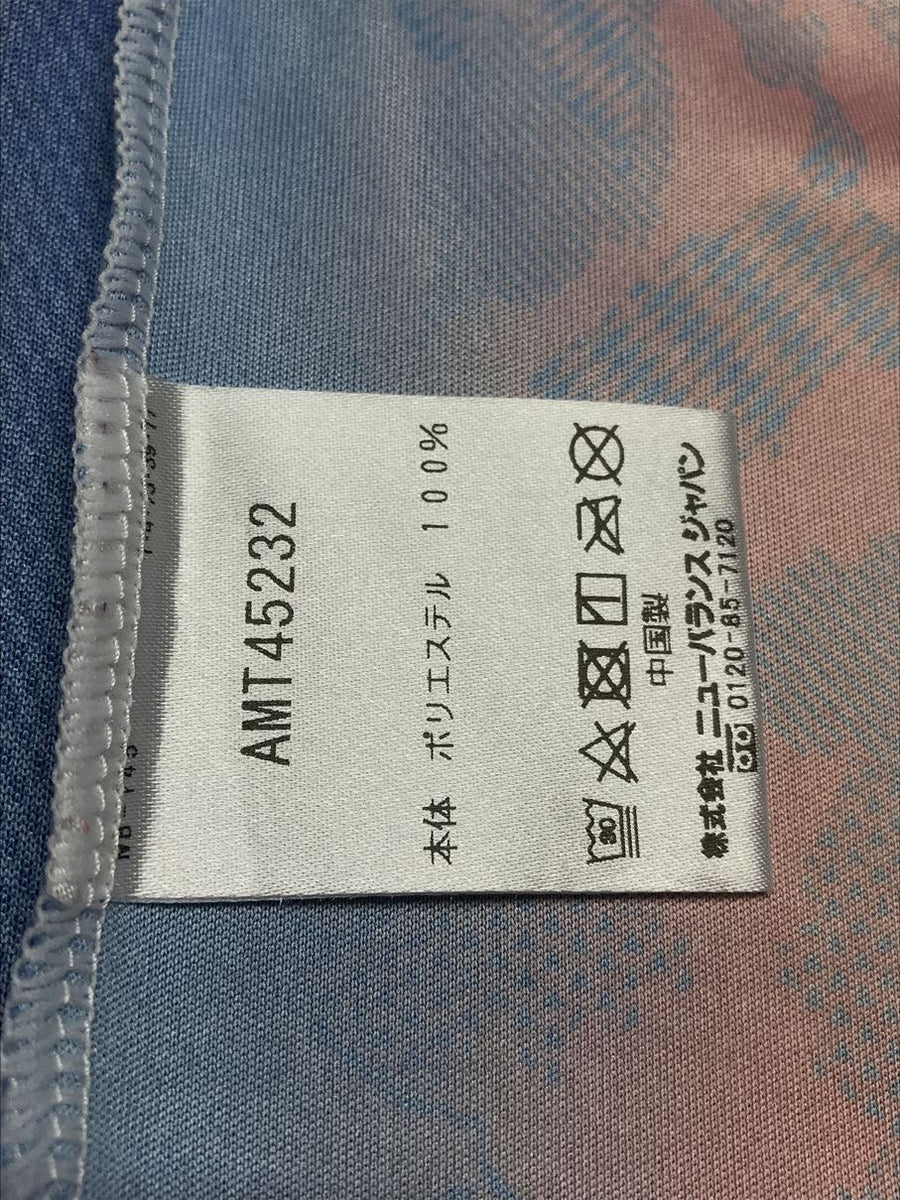 AMT45232
本体 ポリエステル 100%
30
中国製
株式会社 ニューバランス ジャパン
0120-85-7120